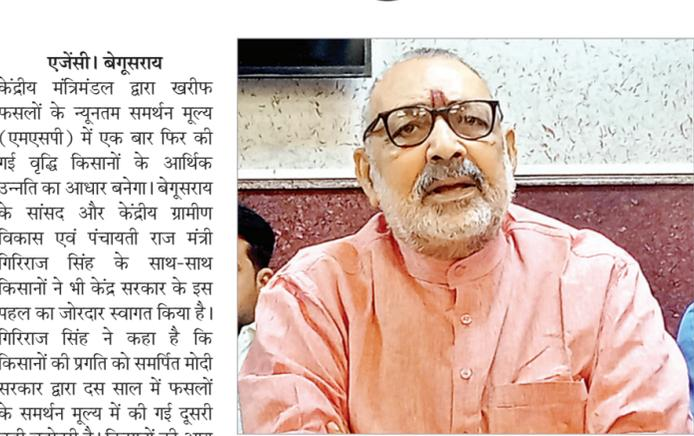 एजेंसी। बेगूसराय
केंद्रीय मंत्रिमंडल द्वारा खरीफ
फसलों के न्यूनतम समर्थन मूल्य
(एमएसपी) में एक बार फिर की
गई वृद्धि किसानों के आर्थिक
उन्नति का आधार बनेगा। बेगूसराय
के सांसद और केंद्रीय ग्रामीण
विकास एवं पंचायती राज मंत्री
गिरिराज सिंह के साथ-साथ
किसानों ने भी केंद्र सरकार के इस
पहल का जोरदार स्वागत किया है।
गिरिराज सिंह ने कहा है कि
किसानों की प्रगति को समर्पित मोदी
सरकार द्वारा दस साल में फसलों
के समर्थन मूल्य में की गई दूसरी